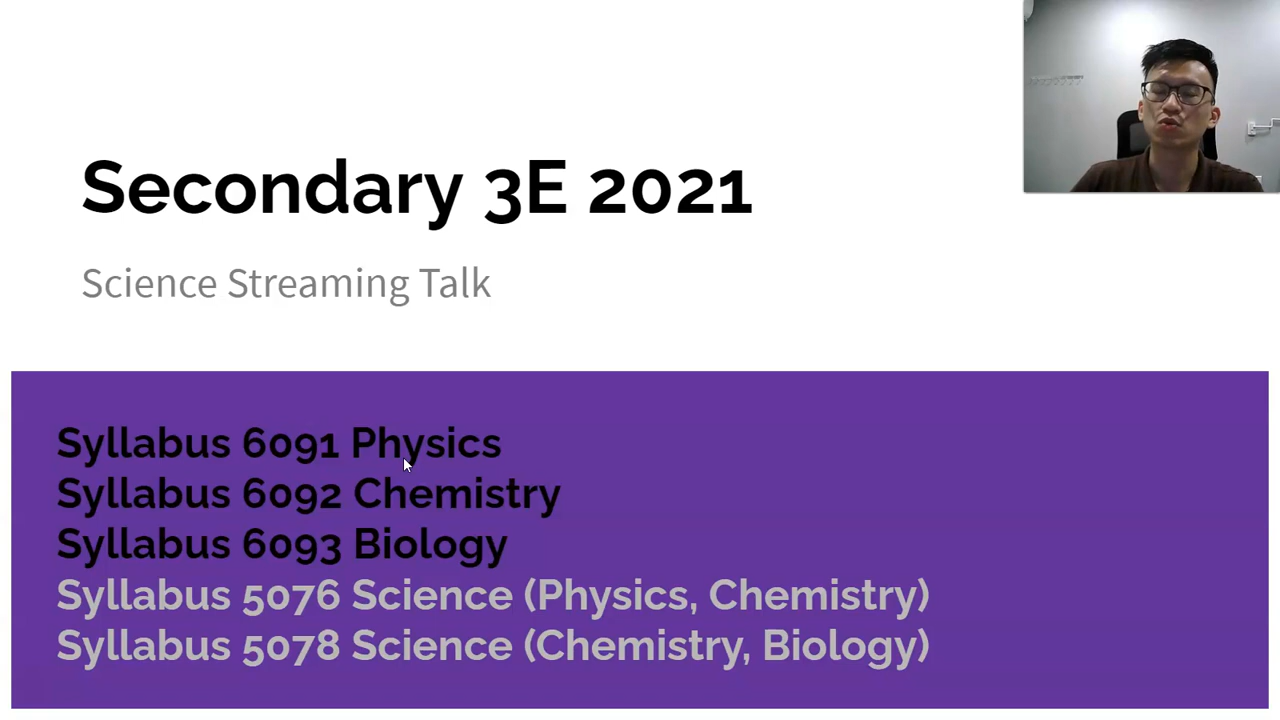 Secondary 3E 2021
Science Streaming Talk
Syllabus 6091 Physics
Syllabus 6092 Chemistry
Syllabus 6093 Biology
Syllabus 5076 Science (Physics, Chemistry)
Syllabus 5078 Science (Chemistry, Biology)